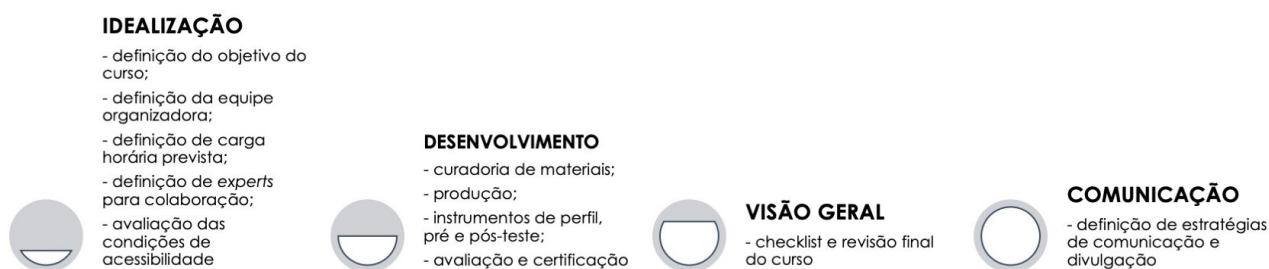 IDEALIZAÇÃO
- definição do objetivo do
curso;
- definição da equipe
organizadora;
- definição de carga
horária prevista;
- definição de experts
para colaboração;
- avaliação das
condições de
acessibilidade
DESENVOLVIMENTO
- curadoria de materiais;
- produção;
- instrumentos de perfil,
pré e pós-teste;
- avaliação e certificação
VISÃO GERAL
- checklist e revisão final
do curso
COMUNICAÇÃO
- definição de estratégias
de comunicação e
divulgação